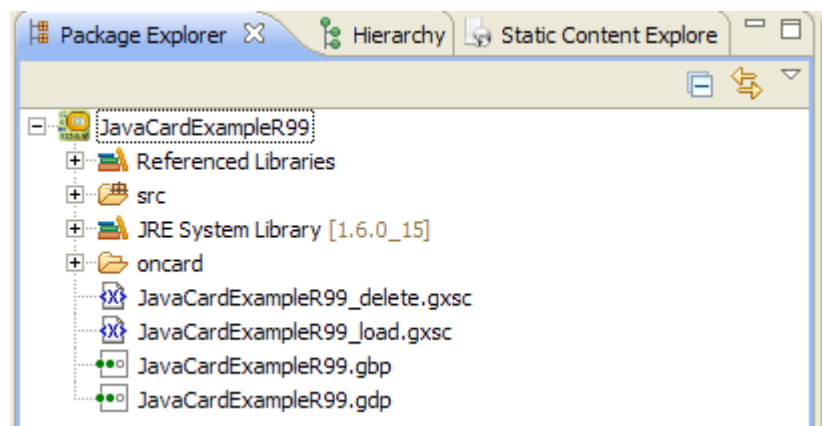 Package Explorer Hierarchy Static Content Explore
JavaCardExampleR99
Referenced Libraries
src
JRE System Library [1.6.0_15]
oncard
JavaCardExampleR99_delete.gxsc
JavaCardExampleR99_load.gxsc
JavaCardExampleR99.gbp
JavaCardExampleR99.gdp